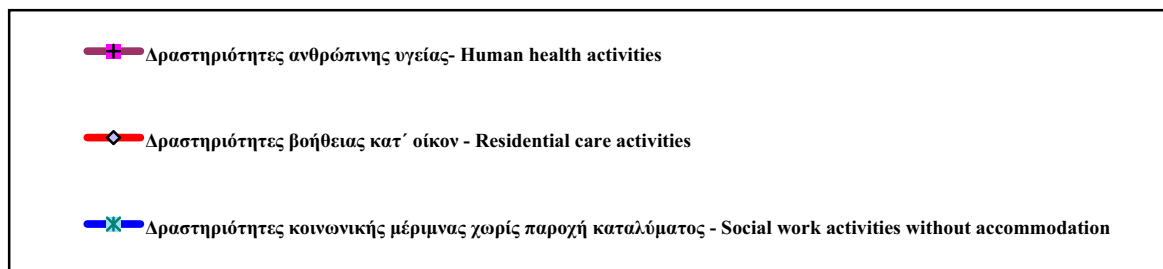 Δραστηριότητες ανθρώπινης υγείας- Human health activities
Δραστηριότητες βοήθειας κατ΄ οίκον - Residential care activities
Δραστηριότητες κοινωνικής μέριμνας χωρίς παροχή καταλύματος - Social work activities without accommodation